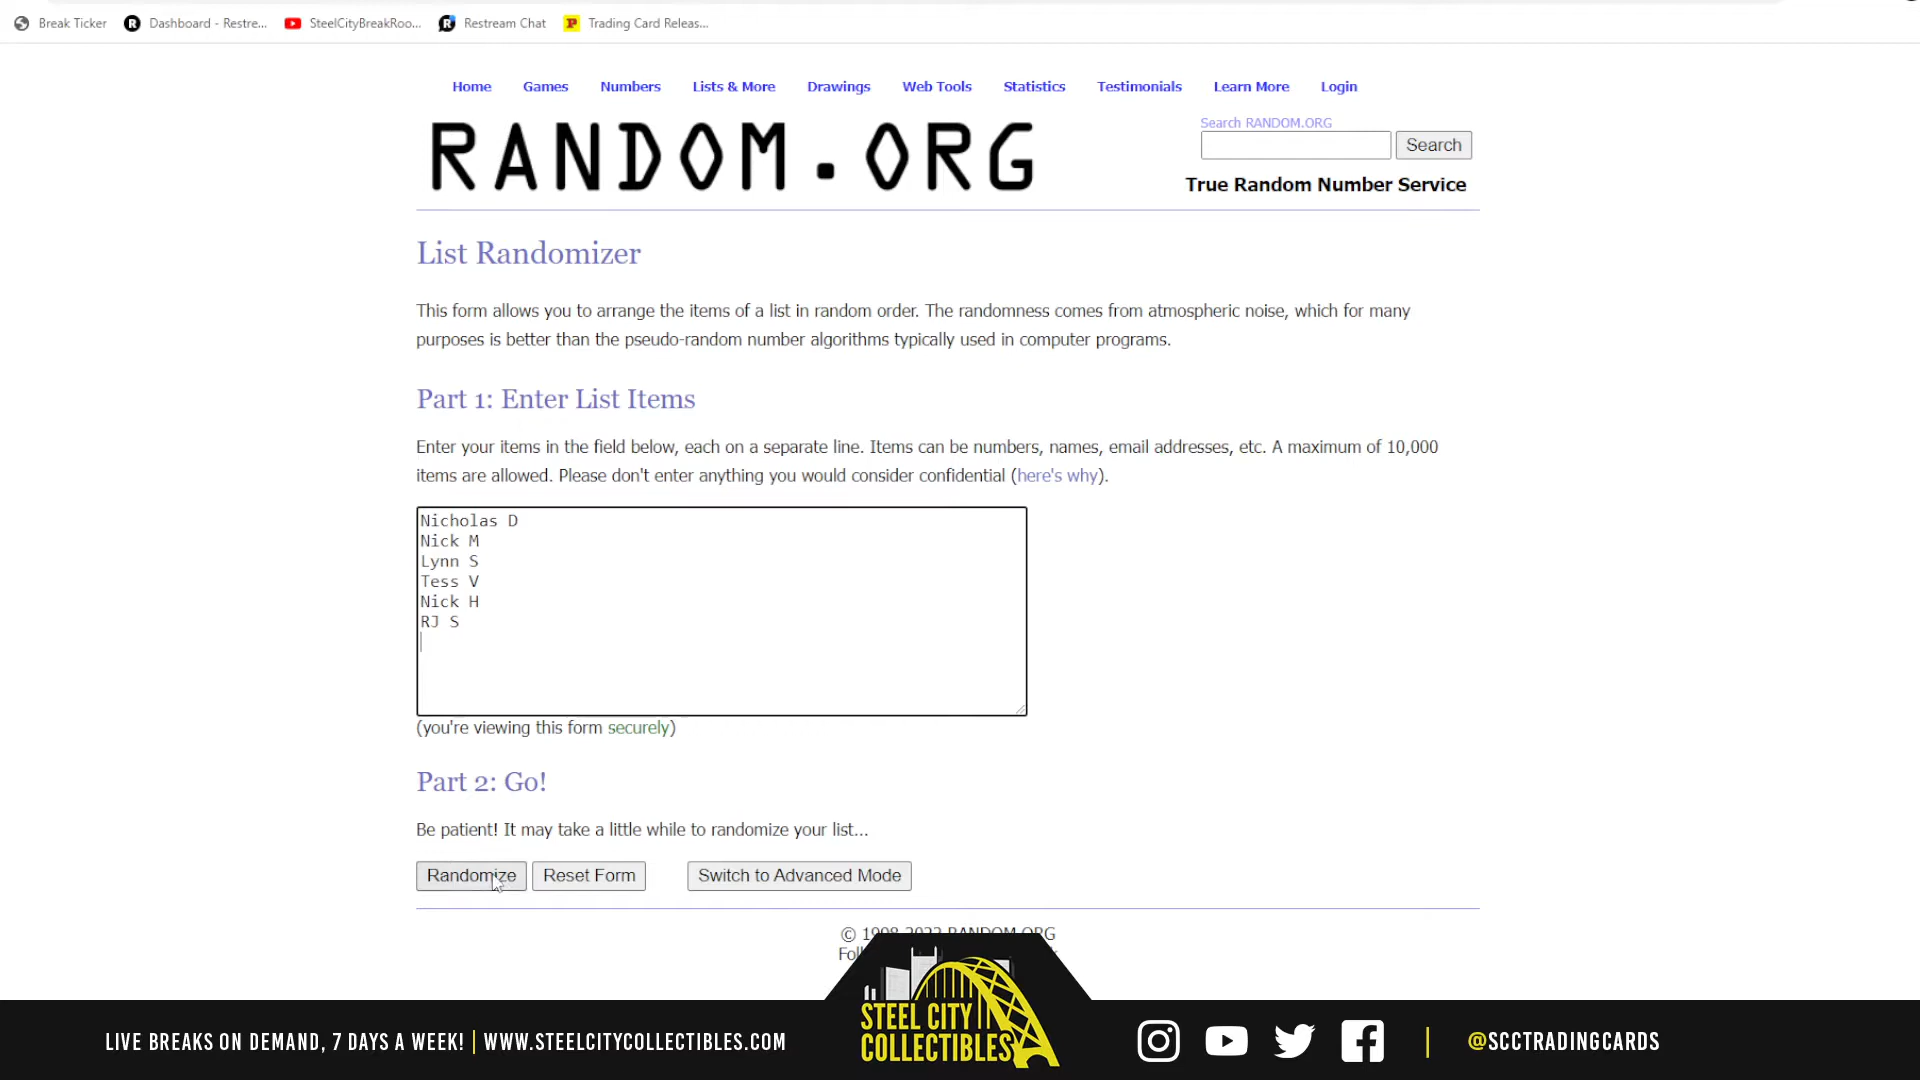 Break Ticker
Dashboard - Restre...
SteelCityBreakRoo...
Restream Chat
Trading Card Releas...
Home Games Numbers Lists & More Drawings Web Tools Statistics Testimonials Learn More Login
RANDOM.ORG
Search RANDOM.ORG
Search
True Random Number Service
List Randomizer
This form allows you to arrange the items of a list in random order. The randomness comes from atmospheric noise, which for many
purposes is better than the pseudo-random number algorithms typically used in computer programs.
Part 1: Enter List Items
Enter your items in the field below, each on a separate line. Items can be numbers, names, email addresses, etc. A maximum of 10,000
items are allowed. Please don't enter anything you would consider confidential (here's why).
Nicholas D
Nick M
Lynn S
Tess V
Nick H
RJ S
(you're viewing this form securely)
Part 2: Go!
Be patient! It may take a little while to randomize your list...
Randomize Reset Form Switch to Advanced Mode
© 1998-2022 RANDOM.ORG
LIVE BREAKS ON DEMAND, 7 DAYS A WEEK! | WWW.STEELCITYCOLLECTIBLES.COM
STEEL CITY
COLLECTIBLES
@SCCTRADINGCARDS